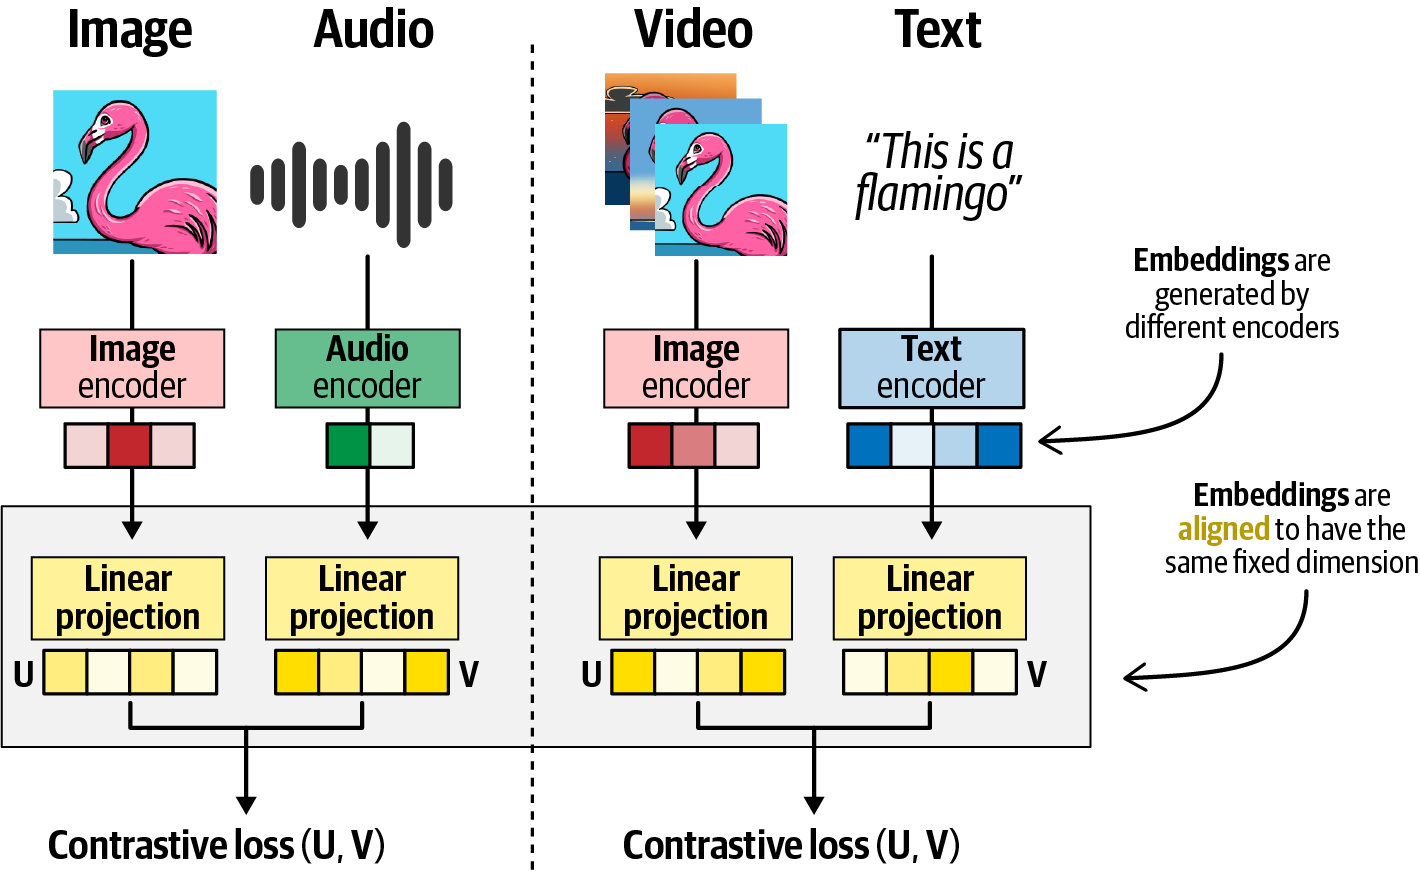 Image
Audio
Video
Text
“This is a
flamingo”
Embeddings are
generated by
different encoders
Image
encoder
Audio
encoder
Image
encoder
Text
encoder
Embeddings are
aligned to have the
same fixed dimension
Linear
projection
Linear
projection
Linear
projection
Linear
projection
U
V
U
V
Contrastive loss (U, V)
Contrastive loss (U, V)